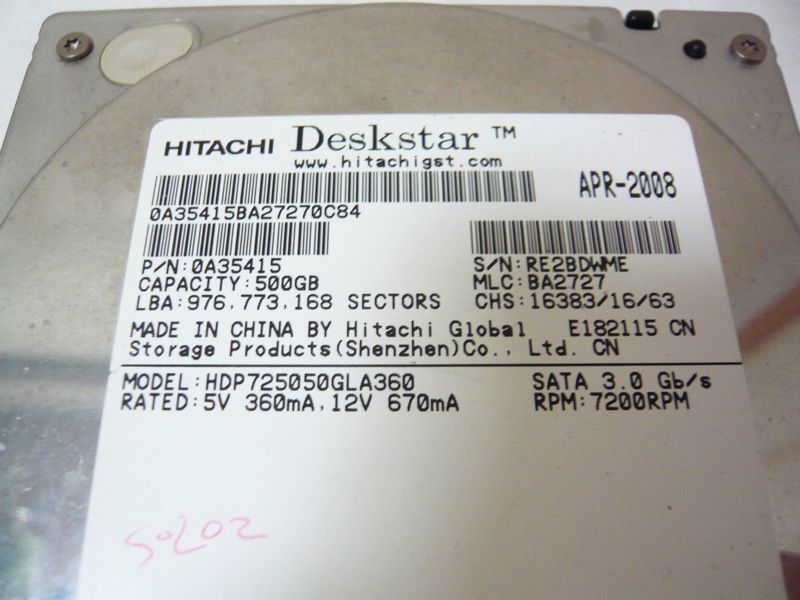 HITACHI Deskstar™
www.hitachigst.com
APR-2008
0A35415BA27270C84
P/N:0A35415 S/N:RE2BDWME
CAPACITY:500GB MLC:BA2727
LBA:976,773,168 SECTORS CHS:16383/16/63
MADE IN CHINA BY Hitachi Global E182115 CN
Storage Products(Shenzhen)Co., Ltd. CN
MODEL:HDP725050GLA360 SATA 3.0 Gb/s
RATED:5V 360mA,12V 670mA RPM:7200RPM